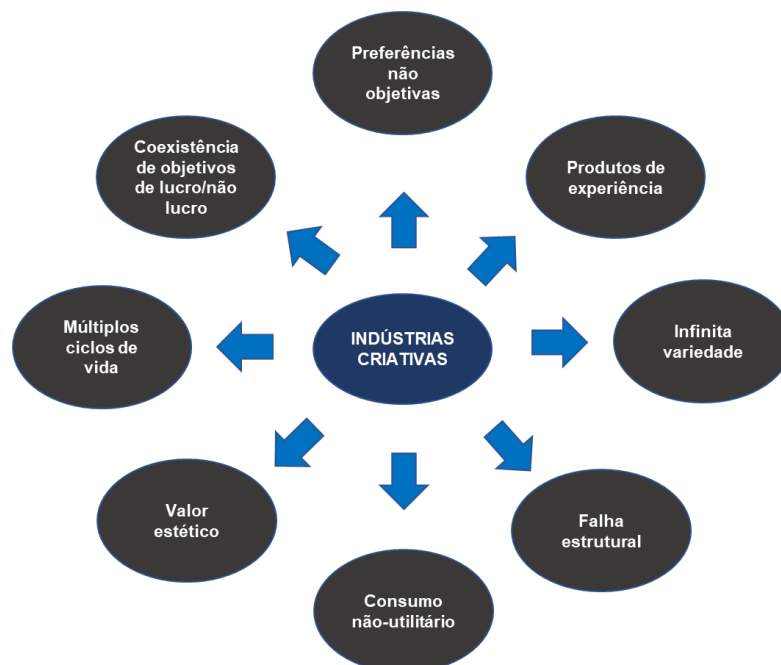 Preferências
não
objetivas
Coexistência
de objetivos
de lucro/não
lucro
Produtos de
experiência
Múltiplos
ciclos de
vida
INDÚSTRIAS
CRIATIVAS
Infinita
variedade
Valor
estético
Falha
estrutural
Consumo
não-utilitário